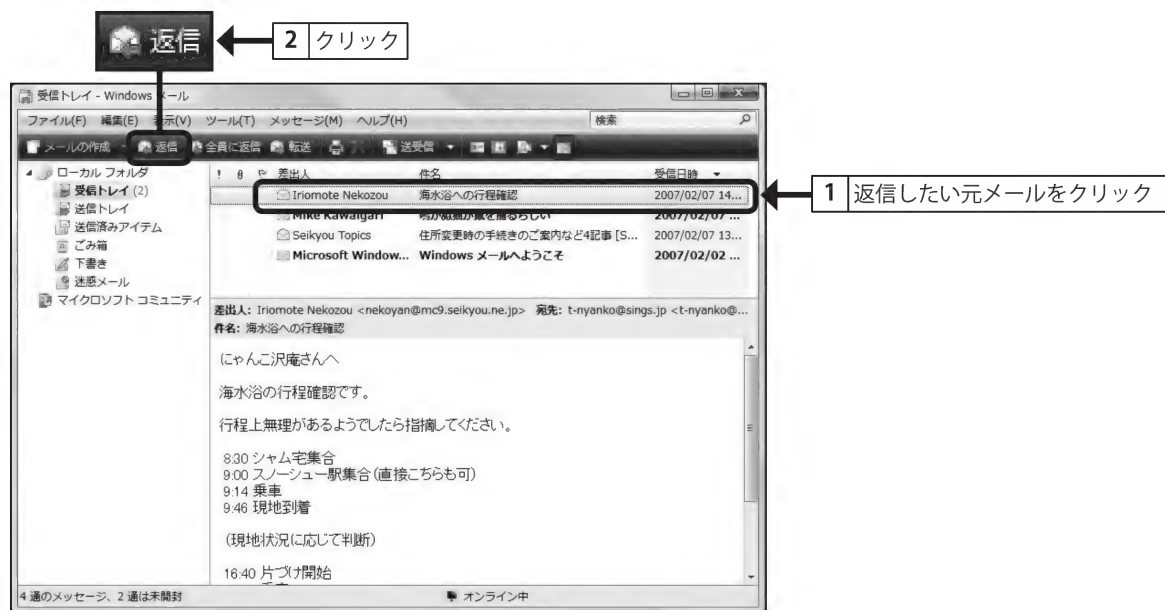 返信
2 クリック
受信トレイ - Windows メール
ファイル(F) 編集(E) 表示(V) ツール(T) メッセージ(M) ヘルプ(H) 検索
メールの作成 返信 全員に返信 転送 送受信
ローカル フォルダ
受信トレイ (2)
送信トレイ
送信済みアイテム
ごみ箱
下書き
迷惑メール
マイクロソフト コミュニティ
! 差出人 件名 受信日時
Iriomote Nekozou 海水浴への行程確認 2007/02/07 14...
1 返信したい元メールをクリック
Mike Kawaigari 2007/02/07 ...
Seikyou Topics 住所変更時の手続きのご案内など4記事 [S... 2007/02/07 13...
Microsoft Window... Windows メールへようこそ 2007/02/02 ...
差出人: Iriomote Nekozou <nekoyan@mc9.seikyou.ne.jp> 宛先: t-nyanko@sings.jp <t-nyanko@...
件名: 海水浴への行程確認
にゃんこ沢庵さんへ
海水浴の行程確認です。
行程上無理があるようでしたら指摘してください。
8:30 シャム宅集合
9:00 スノーシュー駅集合(直接こちらも可)
9:14 乗車
9:46 現地到着
(現地状況に応じて判断)
16:40 片づけ開始
4 通のメッセージ、2 通は未開封 オンライン中